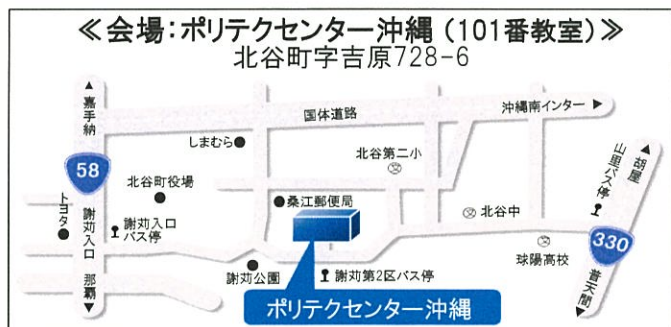 ≪会場:ポリテクセンター沖縄(101番教室)≫
北谷町字吉原728-6
嘉手納
国体道路
沖縄南インター
しまむら
58
北谷町役場
トヨタ
謝苅入口
バス停
謝苅入口
那覇
北谷第二小
桑江郵便局
北谷中
球陽高校
胡屋
山里バス停
330
普天間
謝苅公園
謝苅第2区バス停
ポリテクセンター沖縄